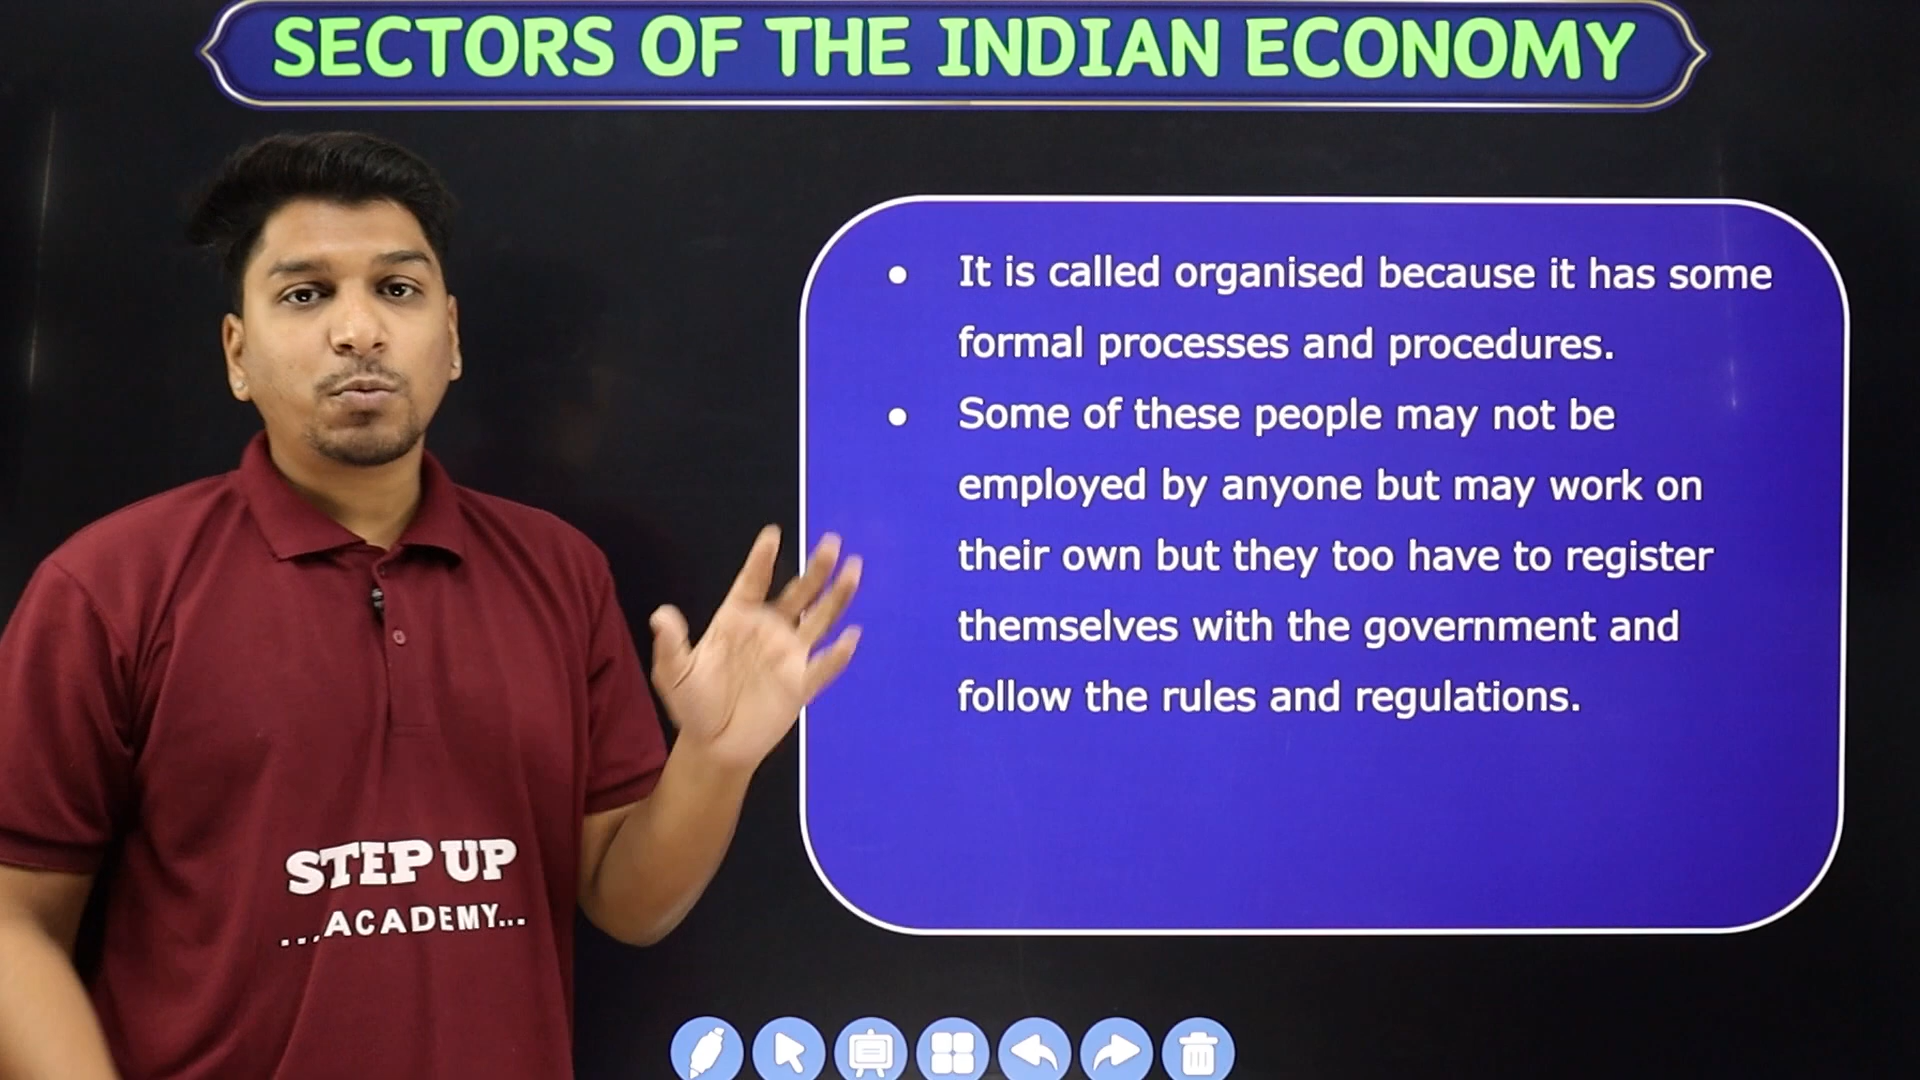 SECTORS OF THE INDIAN ECONOMY
● It is called organised because it has some
formal processes and procedures.
● Some of these people may not be
employed by anyone but may work on
their own but they too have to register
themselves with the government and
follow the rules and regulations.
STEP UP
...ACADEMY...